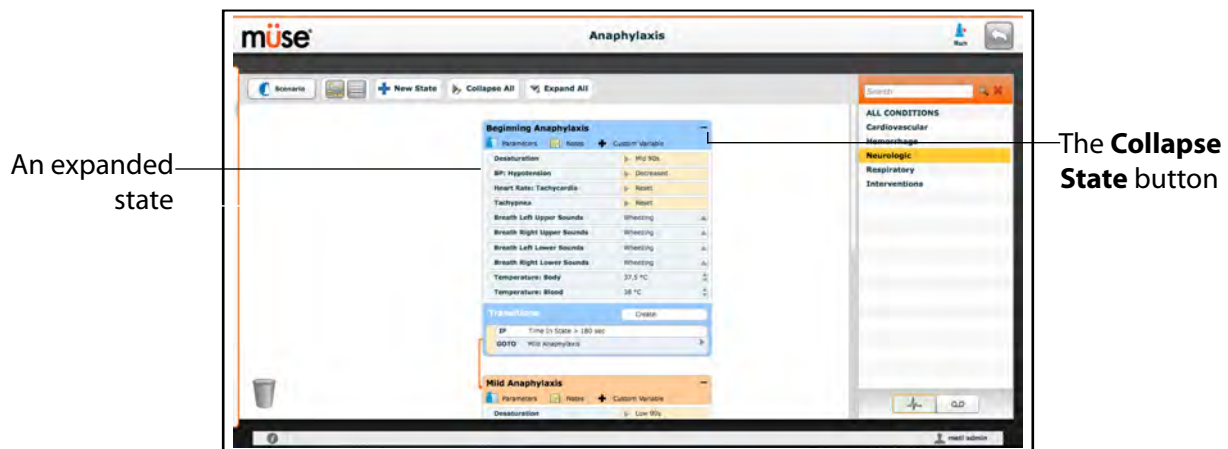 müse
Anaphylaxis
Run
Scenario
New State
Collapse All
Expand All
Search
ALL CONDITIONS
Cardiovascular
Hemorrhage
Neurologic
Respiratory
Interventions
An expanded
state
The Collapse
State button
Beginning Anaphylaxis
Parameters Notes Custom Variable
Desaturation Mid 90s
BP: Hypotension Decreased
Heart Rate: Tachycardia Reset
Tachypnea Reset
Breath Left Upper Sounds Wheezing
Breath Right Upper Sounds Wheezing
Breath Left Lower Sounds Wheezing
Breath Right Lower Sounds Wheezing
Temperature: Body 37.5 °C
Temperature: Blood 38 °C
Transitions Create
IF Time In State > 180 sec
GOTO Mild Anaphylaxis
Mild Anaphylaxis
Parameters Notes Custom Variable
Desaturation Low 90s
meti admin